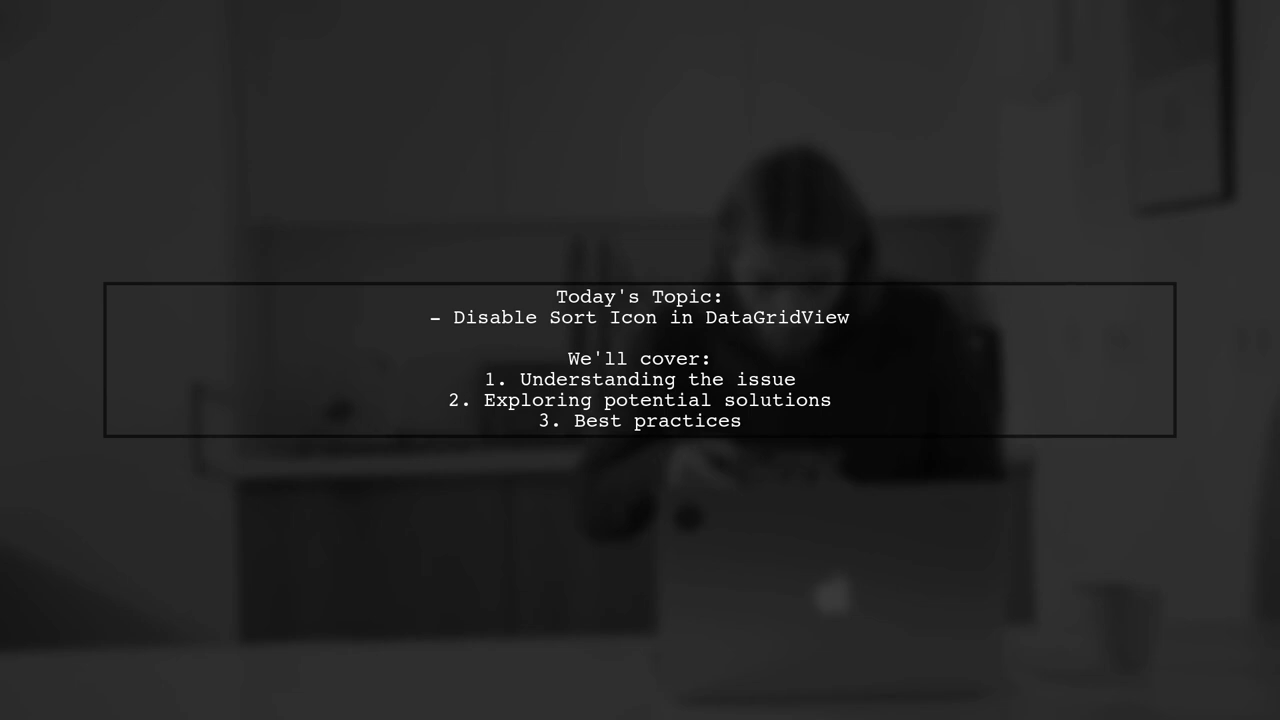 Today's Topic:
- Disable Sort Icon in DataGridView
We'll cover:
1. Understanding the issue
2. Exploring potential solutions
3. Best practices